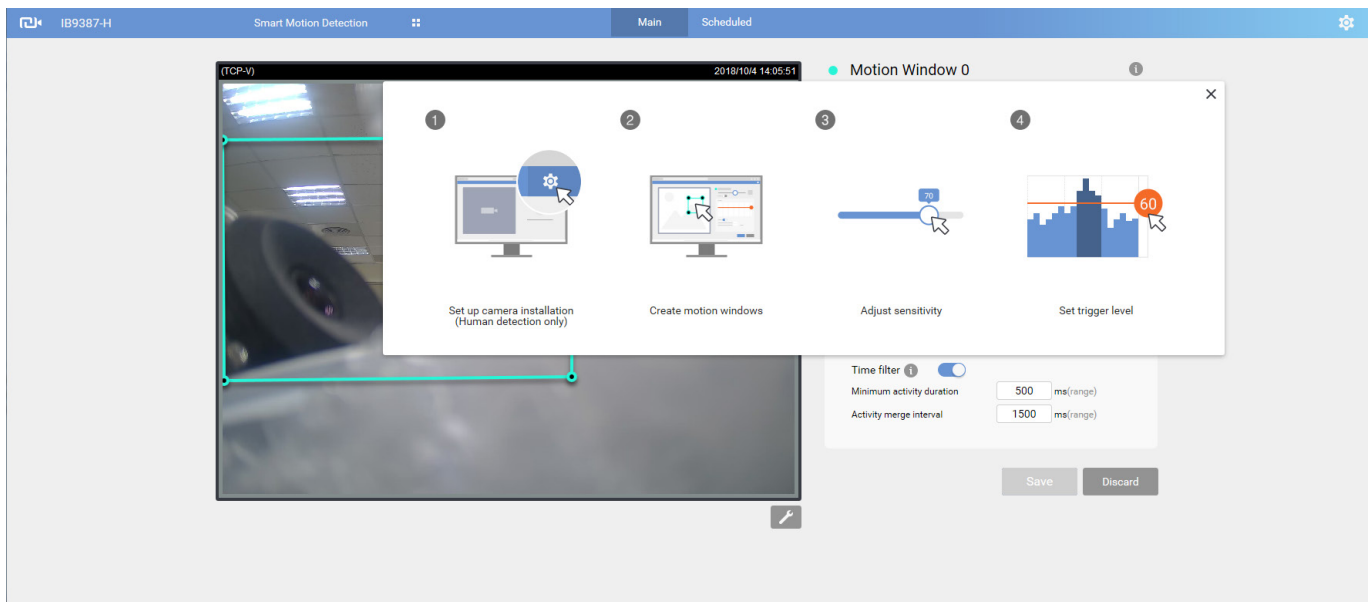 IB9387-H
Smart Motion Detection
Main
Scheduled
(TCP-V)
2018/10/4 14:05:51
Motion Window 0
i
×
1
2
3
4
70
60
Set up camera installation
(Human detection only)
Create motion windows
Adjust sensitivity
Set trigger level
Time filter i
Minimum activity duration 500 ms(range)
Activity merge interval 1500 ms(range)
Save
Discard